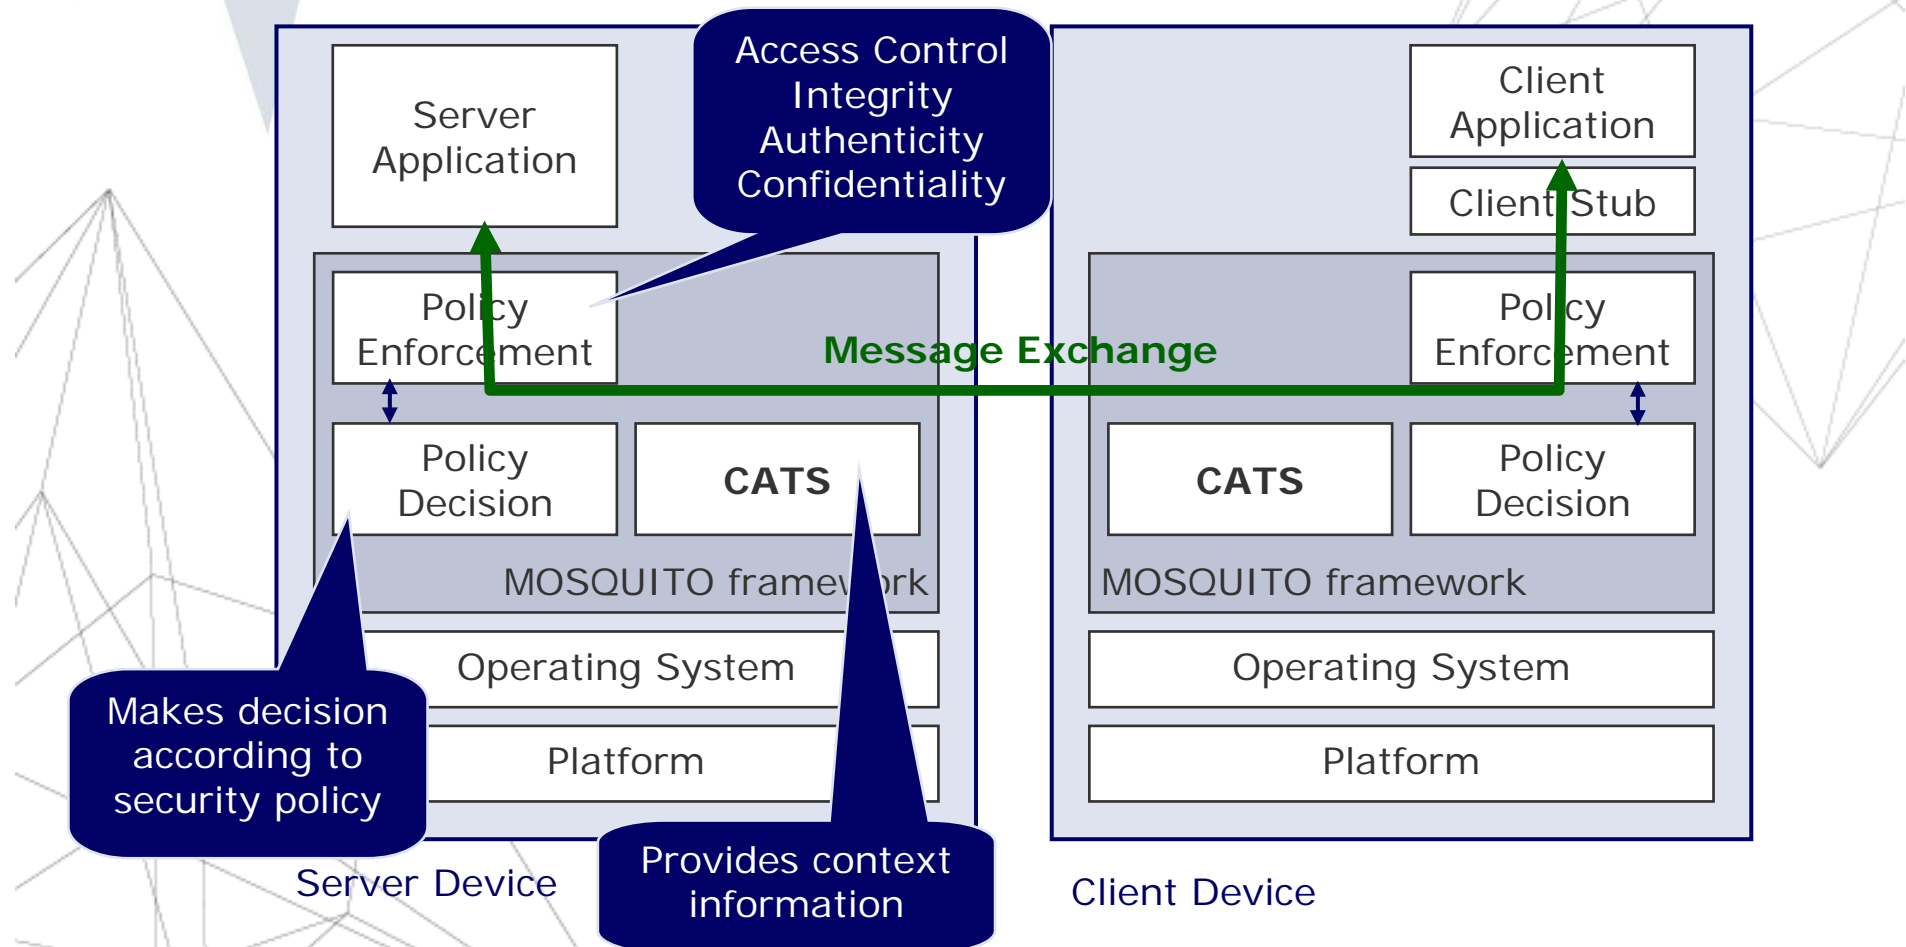 Access Control
Integrity
Authenticity
Confidentiality
Server
Application
Policy
Enforcement
Policy
Decision
CATS
MOSQUITO framework
Operating System
Platform
Makes decision
according to
security policy
Provides context
information
Server Device
Message Exchange
Client
Application
Client Stub
Policy
Enforcement
CATS
Policy
Decision
MOSQUITO framework
Operating System
Platform
Client Device